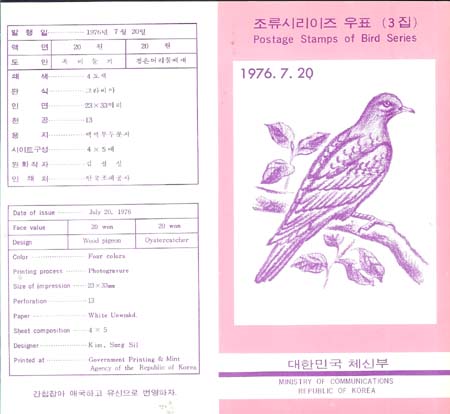 발 행 일 1976년 7월 20일
액 면 20 원 20 원
도 안 흑 비 둘 기 검은머리물떼새
색 4 도색
판 식 그라비아
인 면 23×33미리
천 공 13
용 지 백색무투문지
시이트구성 4 × 5 매
원화작자 김 성 실
인 쇄 처 한국조폐공사
Date of issue July 20, 1976
Face value 20 won 20 won
Design Wood pigeon Oystercatcher
Color Four colors
Printing process Photogravure
Size of impression 23×33mm
Perforation 13
Paper White Unwmkd.
Sheet composition 4 × 5
Designer Kim, Sung Sil
Printed at Government Printing & Mint
Agency of the Republic of Korea
간첩잡아 애국하고 유신으로 번영하자.
조류시리이즈 우표 (3집)
Postage Stamps of Bird Series
1976. 7. 20
대한민국 체신부
MINISTRY OF COMMUNICATIONS
REPUBLIC OF KOREA